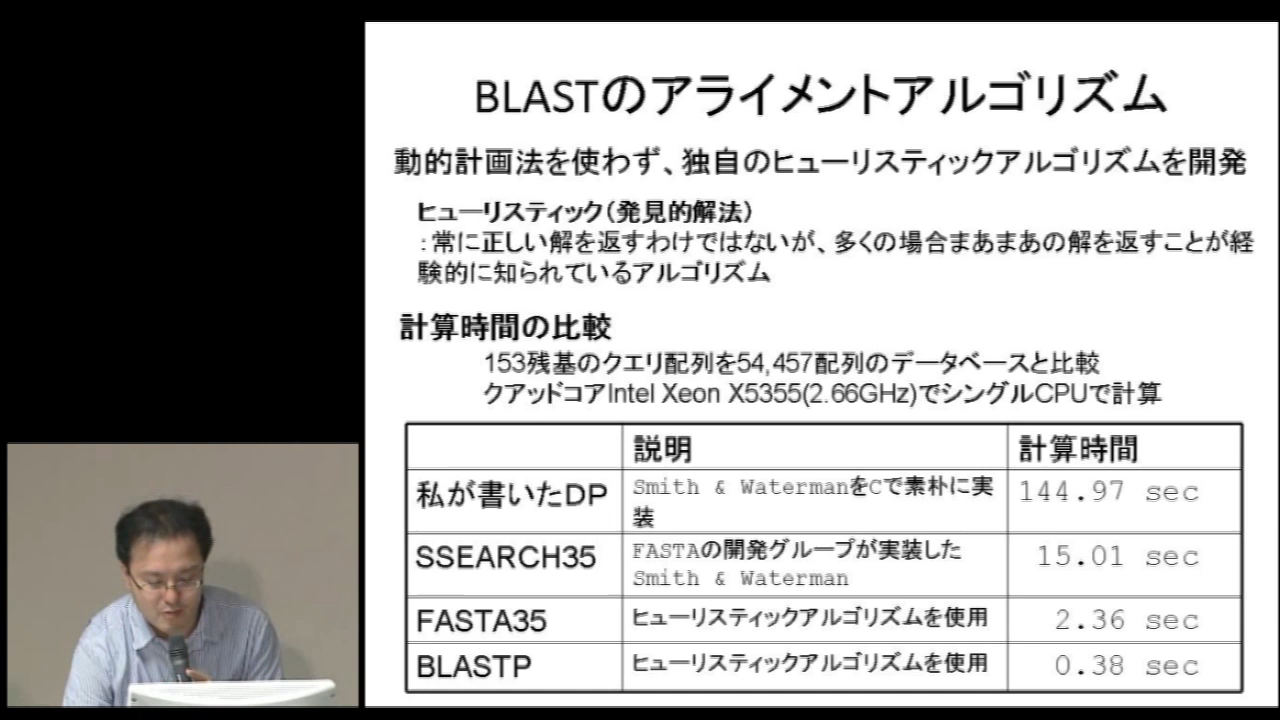 BLASTのアライメントアルゴリズム
動的計画法を使わず、独自のヒューリスティックアルゴリズムを開発
ヒューリスティック(発見的解法)
:常に正しい解を返すわけではないが、多くの場合まあまあの解を返すことが経
験的に知られているアルゴリズム
計算時間の比較
153残基のクエリ配列を54,457配列のデータベースと比較
クアッドコアIntel Xeon X5355(2.66GHz)でシングルCPUで計算
説明 計算時間
私が書いたDP Smith & WatermanをCで素朴に実 144.97 sec
装
SSEARCH35 FASTAの開発グループが実装した 15.01 sec
Smith & Waterman
FASTA35 ヒューリスティックアルゴリズムを使用 2.36 sec
BLASTP ヒューリスティックアルゴリズムを使用 0.38 sec